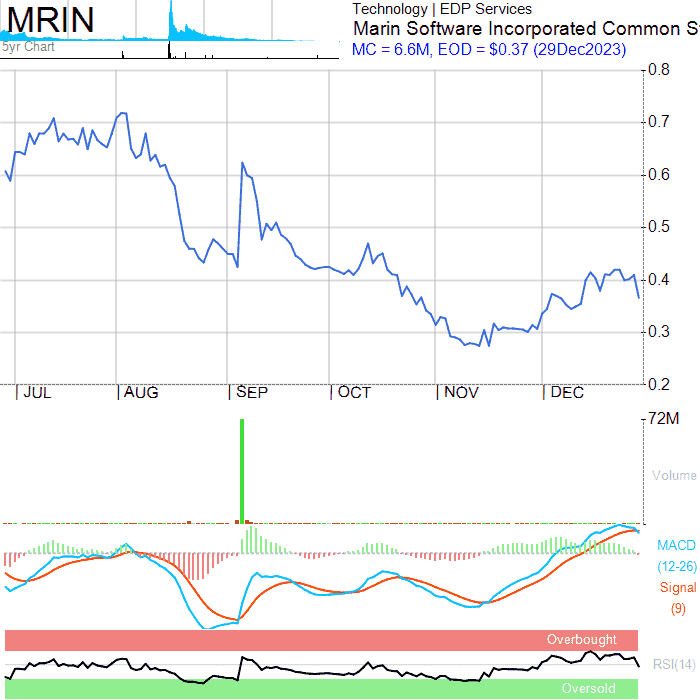 MRIN
5yr Chart
Technology | EDP Services
Marin Software Incorporated Common S
MC = 6.6M, EOD = $0.37 (29Dec2023)
0.8
0.7
0.6
0.5
0.4
0.3
0.2
JUL AUG SEP OCT NOV DEC
72M
Volume
MACD
(12-26)
Signal
(9)
Overbought
RSI(14)
Oversold